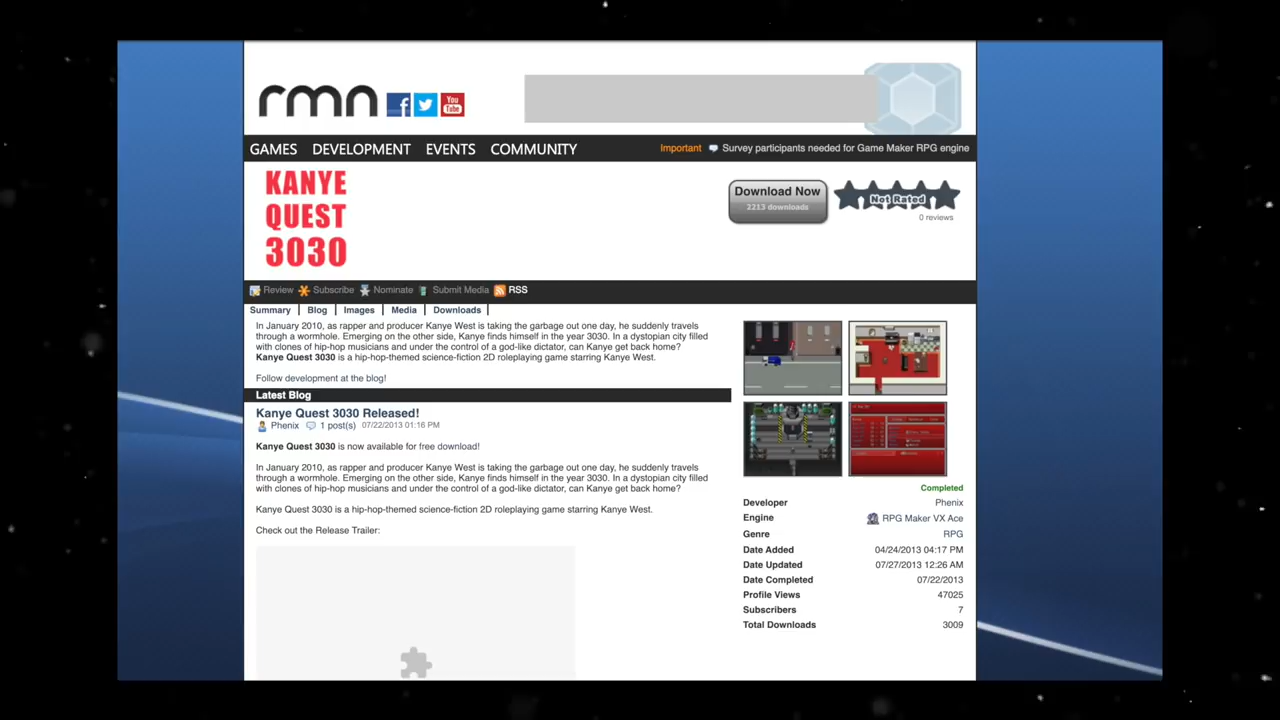 rmn
You
Tube
GAMES DEVELOPMENT EVENTS COMMUNITY
Important Survey participants needed for Game Maker RPG engine
KANYE
QUEST
3030
Download Now
2213 downloads
Not Rated
0 reviews
Review Subscribe Nominate Submit Media RSS
Summary Blog Images Media Downloads
In January 2010, as rapper and producer Kanye West is taking the garbage out one day, he suddenly travels
through a wormhole. Emerging on the other side, Kanye finds himself in the year 3030. In a dystopian city filled
with clones of hip-hop musicians and under the control of a god-like dictator, can Kanye get back home?
Kanye Quest 3030 is a hip-hop-themed science-fiction 2D roleplaying game starring Kanye West.
Follow development at the blog!
Latest Blog
Kanye Quest 3030 Released!
Phenix 1 post(s) 07/22/2013 01:16 PM
Kanye Quest 3030 is now available for free download!
In January 2010, as rapper and producer Kanye West is taking the garbage out one day, he suddenly travels
through a wormhole. Emerging on the other side, Kanye finds himself in the year 3030. In a dystopian city filled
with clones of hip-hop musicians and under the control of a god-like dictator, can Kanye get back home?
Kanye Quest 3030 is a hip-hop-themed science-fiction 2D roleplaying game starring Kanye West.
Check out the Release Trailer:
Completed
Developer Phenix
Engine RPG Maker VX Ace
Genre RPG
Date Added 04/24/2013 04:17 PM
Date Updated 07/27/2013 12:26 AM
Date Completed 07/22/2013
Profile Views 47025
Subscribers 7
Total Downloads 3009